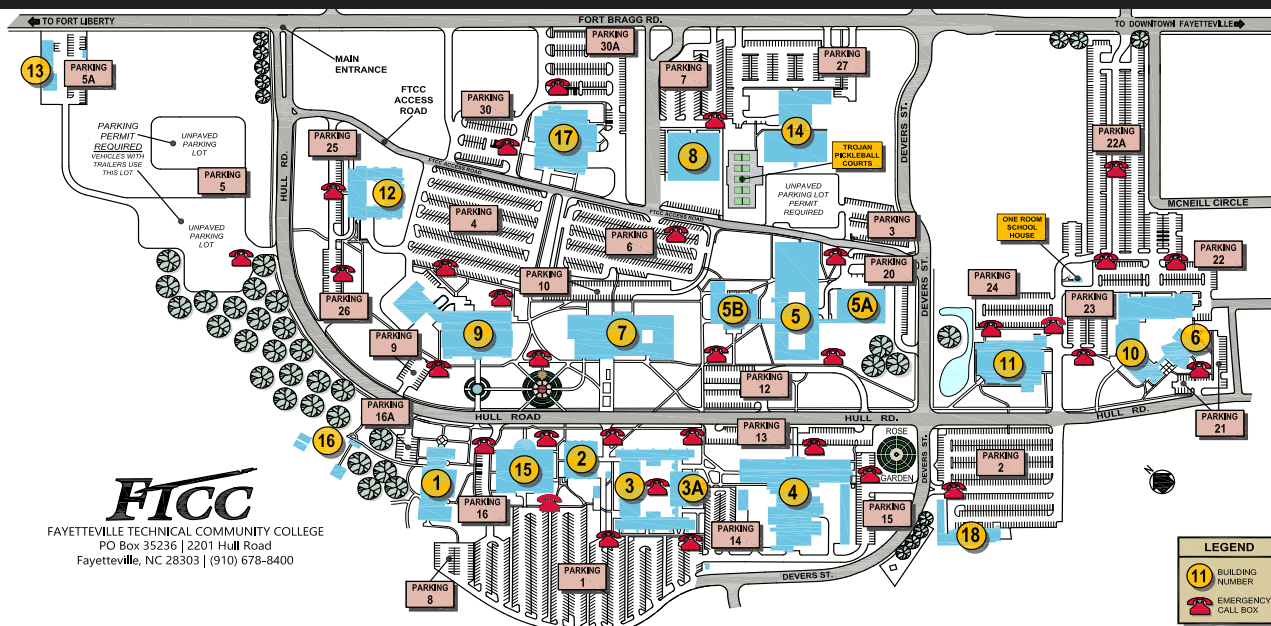 TO FORT LIBERTY
FORT BRAGG RD.
TO DOWNTOWN FAYETTEVILLE
13
PARKING
5A
MAIN
ENTRANCE
FTCC
ACCESS
ROAD
PARKING
30A
PARKING
7
PARKING
27
PARKING
30
17
8
14
TROJAN
PICKLEBALL
COURTS
DEVERS ST.
PARKING
22A
PARKING
PERMIT
REQUIRED
VEHICLES WITH
TRAILERS USE
THIS LOT
UNPAVED
PARKING
LOT
PARKING
5
UNPAVED
PARKING
LOT
HULL RD.
PARKING
25
12
FTCC ACCESS ROAD
PARKING
4
PARKING
6
FTCC ACCESS ROAD
UNPAVED
PARKING LOT
PERMIT
REQUIRED
PARKING
3
MCNEILL CIRCLE
ONE ROOM
SCHOOL
HOUSE
PARKING
22
PARKING
20
DEVERS ST.
PARKING
24
PARKING
23
PARKING
26
PARKING
10
5B
5
5A
PARKING
9
9
7
11
10
6
PARKING
12
PARKING
16A
HULL ROAD
HULL RD.
HULL RD.
PARKING
21
16
PARKING
13
ROSE
GARDEN
DEVERS ST.
PARKING
2
1
15
2
3
3A
4
PARKING
16
PARKING
14
PARKING
15
18
PARKING
1
PARKING
8
DEVERS ST.
N
FTCC
FAYETTEVILLE TECHNICAL COMMUNITY COLLEGE
PO Box 35236 | 2201 Hull Road
Fayetteville, NC 28303 | (910) 678-8400
LEGEND
11 BUILDING
NUMBER
EMERGENCY
CALL BOX